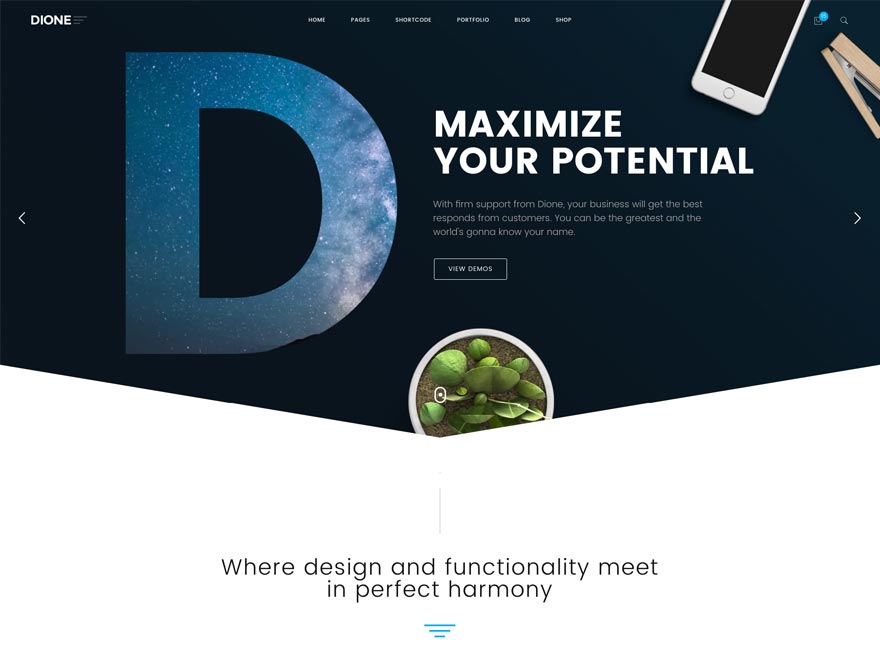 DIONE
HOME PAGES SHORTCODE PORTFOLIO BLOG SHOP
D
MAXIMIZE
YOUR POTENTIAL
With firm support from Dione, your business will get the best
responds from customers. You can be the greatest and the
world's gonna know your name.
VIEW DEMOS
Where design and functionality meet
in perfect harmony